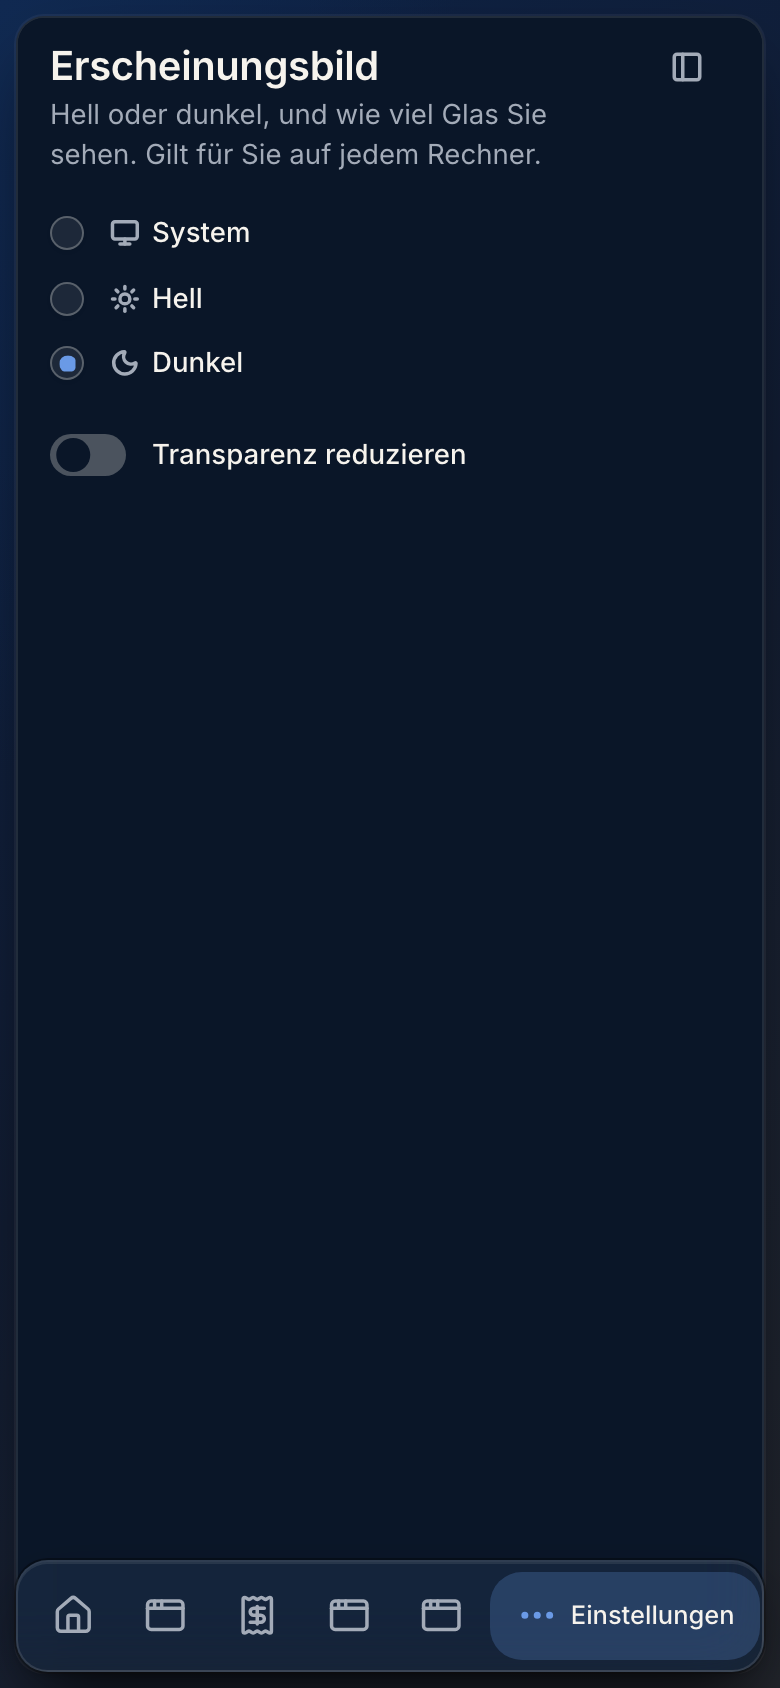 Erscheinungsbild
Hell oder dunkel, und wie viel Glas Sie
sehen. Gilt für Sie auf jedem Rechner.
System
Hell
Dunkel
Transparenz reduzieren
Einstellungen